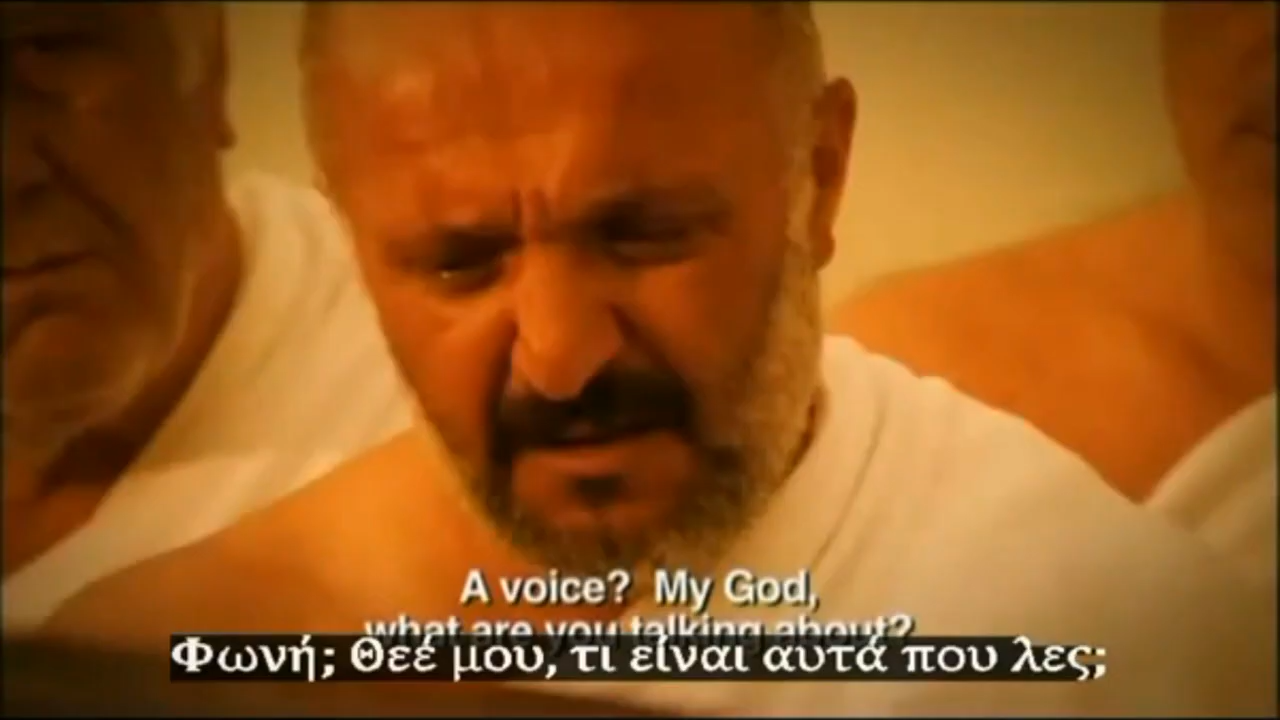 A voice? My God,
what are you talking about?
Φωνή; Θεέ μου, τι είναι αυτά που λες;